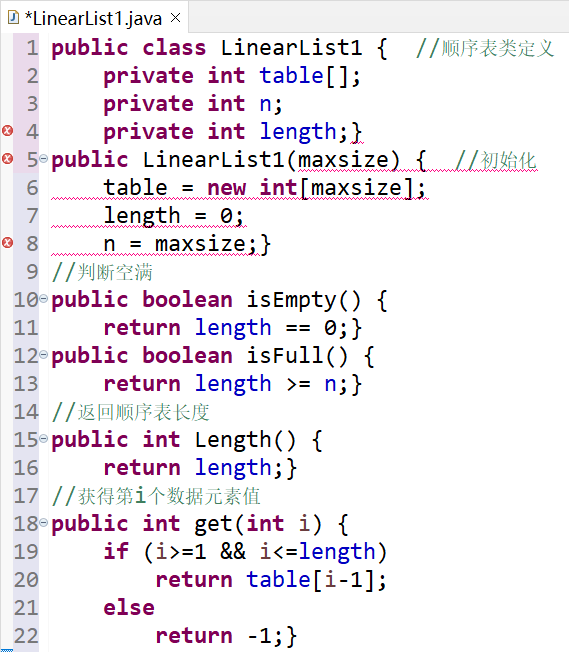 *LinearList1.java
1 public class LinearList1 {  //顺序表类定义
2     private int table[];
3     private int n;
4     private int length;}
5 public LinearList1(maxsize) {  //初始化
6     table = new int[maxsize];
7     length = 0;
8     n = maxsize;}
9 //判断空满
10 public boolean isEmpty() {
11     return length == 0;}
12 public boolean isFull() {
13     return length >= n;}
14 //返回顺序表长度
15 public int Length() {
16     return length;}
17 //获得第i个数据元素值
18 public int get(int i) {
19     if (i>=1 && i<=length)
20         return table[i-1];
21     else
22         return -1;}